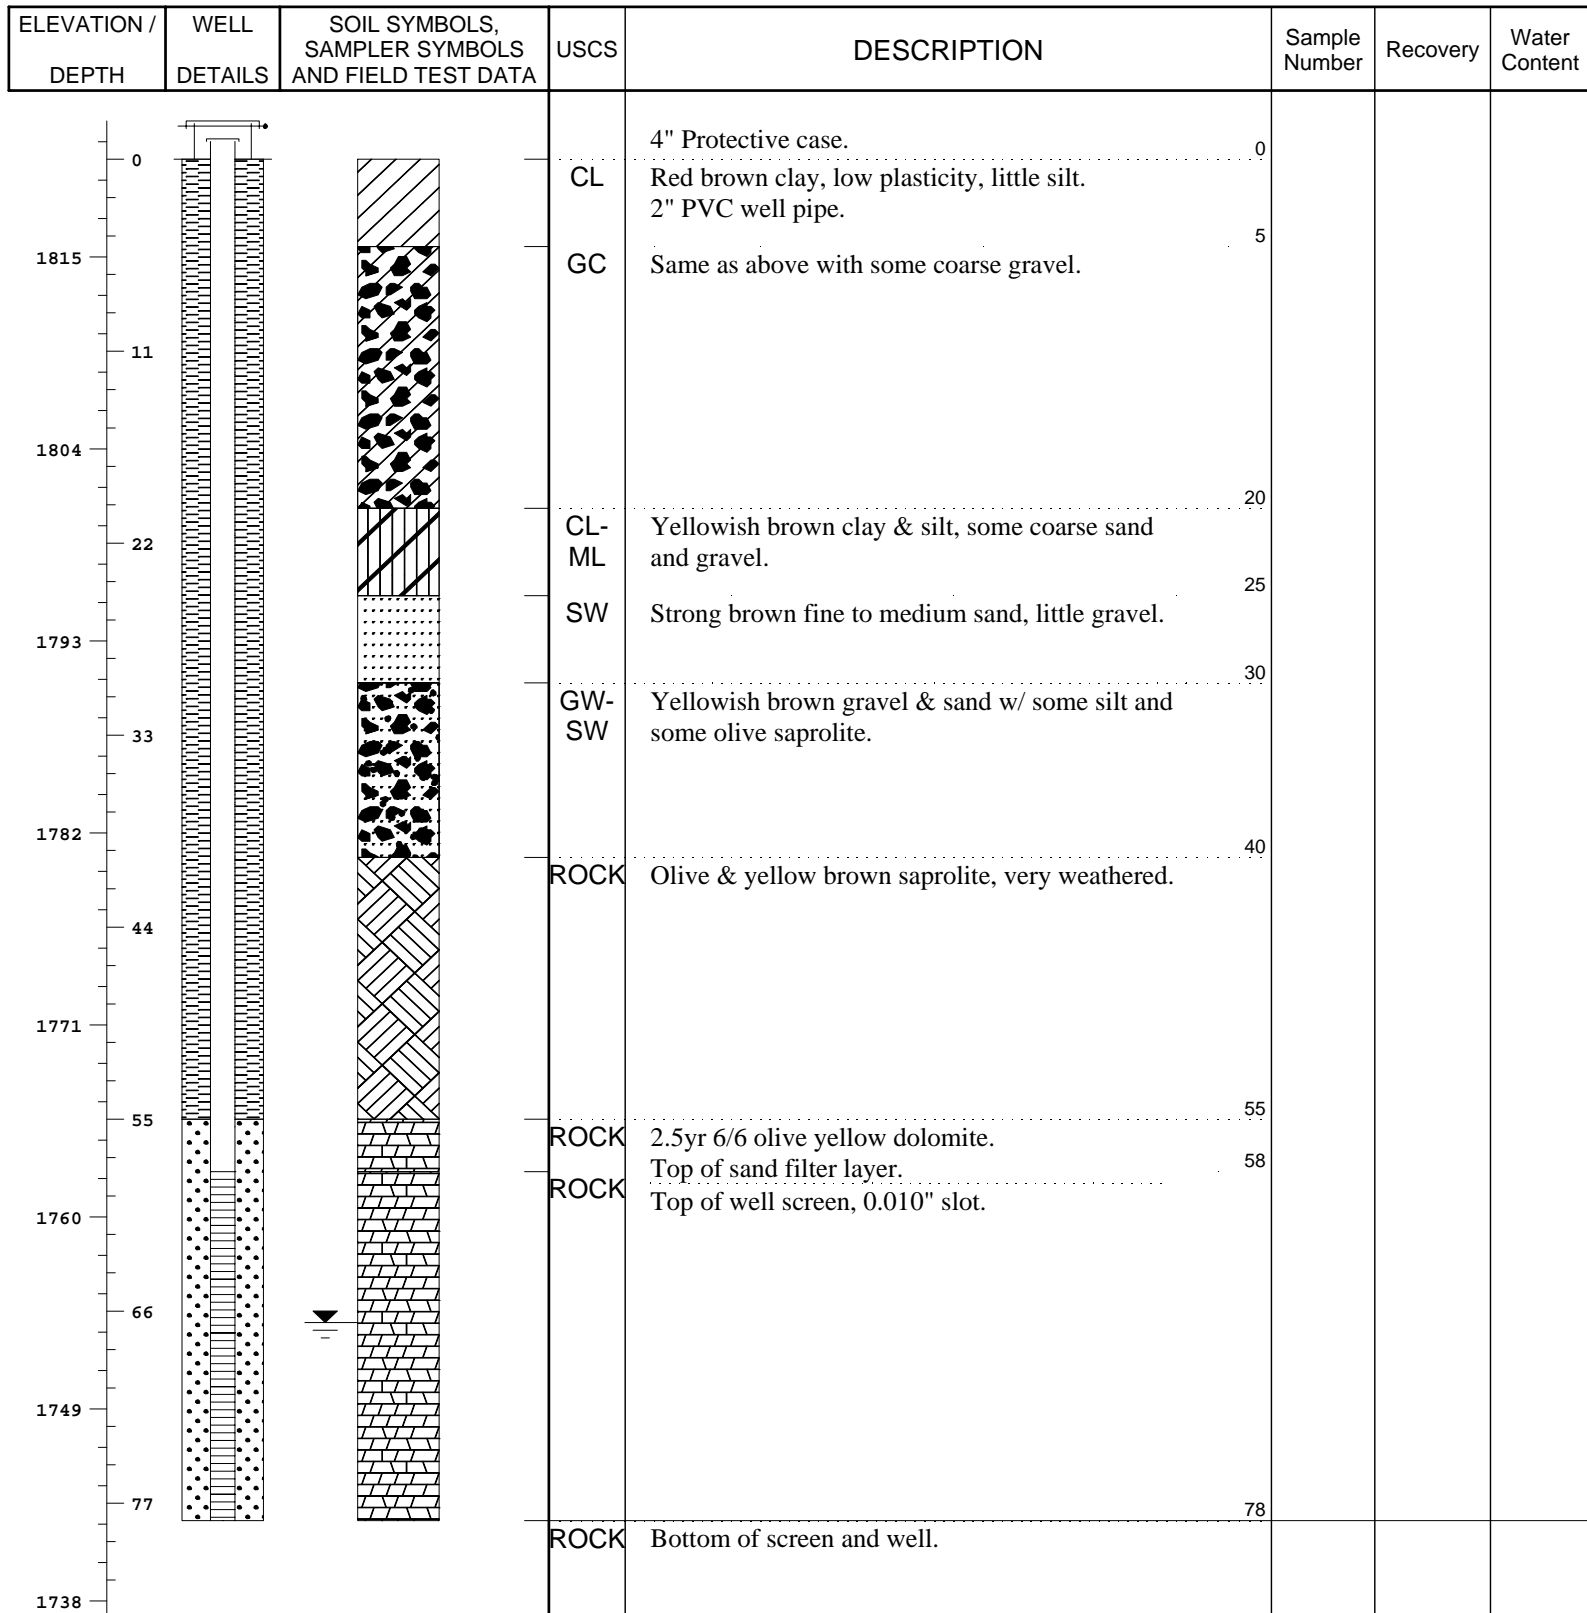 ELEVATION / DEPTH
WELL DETAILS
SOIL SYMBOLS, SAMPLER SYMBOLS AND FIELD TEST DATA
USCS
DESCRIPTION
Sample Number
Recovery
Water Content
4" Protective case.
0
0
CL
Red brown clay, low plasticity, little silt.
2" PVC well pipe.
5
1815
GC
Same as above with some coarse gravel.
11
1804
20
CL-ML
Yellowish brown clay & silt, some coarse sand
and gravel.
22
25
SW
Strong brown fine to medium sand, little gravel.
1793
30
GW-SW
Yellowish brown gravel & sand w/ some silt and
some olive saprolite.
33
1782
40
ROCK
Olive & yellow brown saprolite, very weathered.
44
1771
55
55
ROCK
2.5yr 6/6 olive yellow dolomite.
Top of sand filter layer.
58
ROCK
Top of well screen, 0.010" slot.
1760
66
1749
77
78
ROCK
Bottom of screen and well.
1738